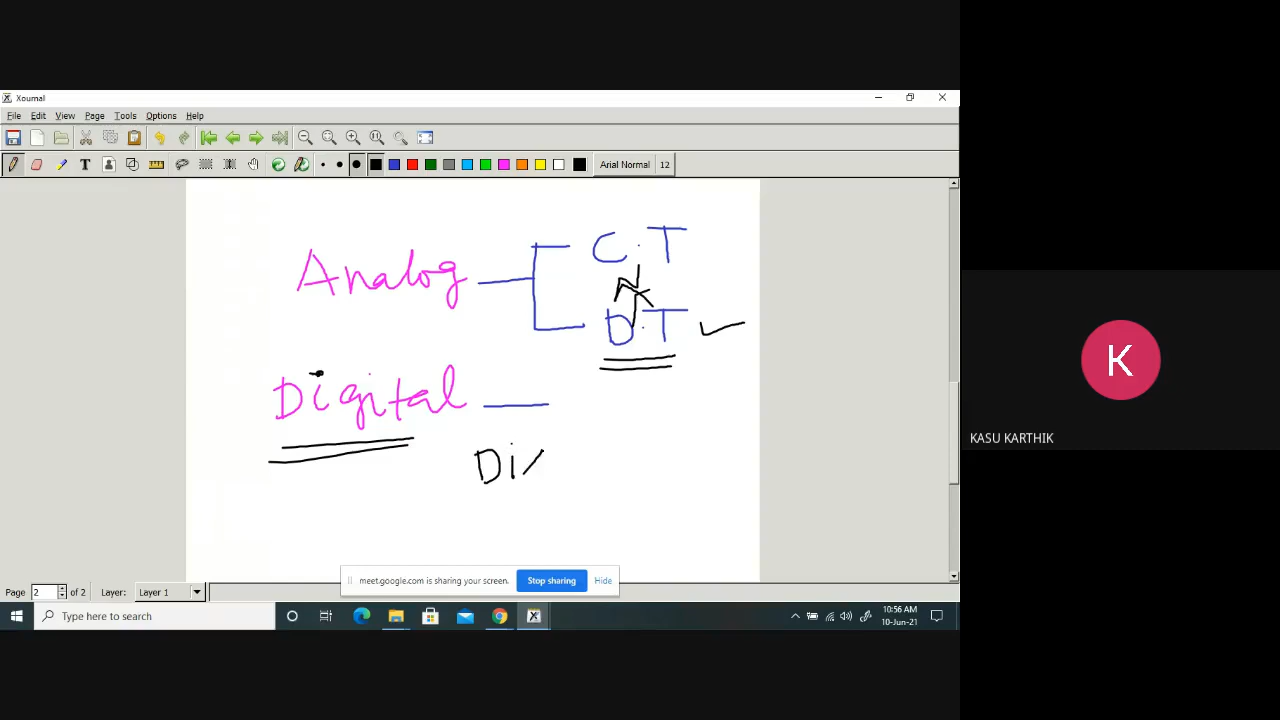 Xournal
File Edit View Page Tools Options Help
T Arial Normal 12
C.T
Analog
D.T
Digital
Di
meet.google.com is sharing your screen. Stop sharing Hide
Page 2 of 2 Layer: Layer 1
Type here to search
10:56 AM
10-Jun-21
K
KASU KARTHIK